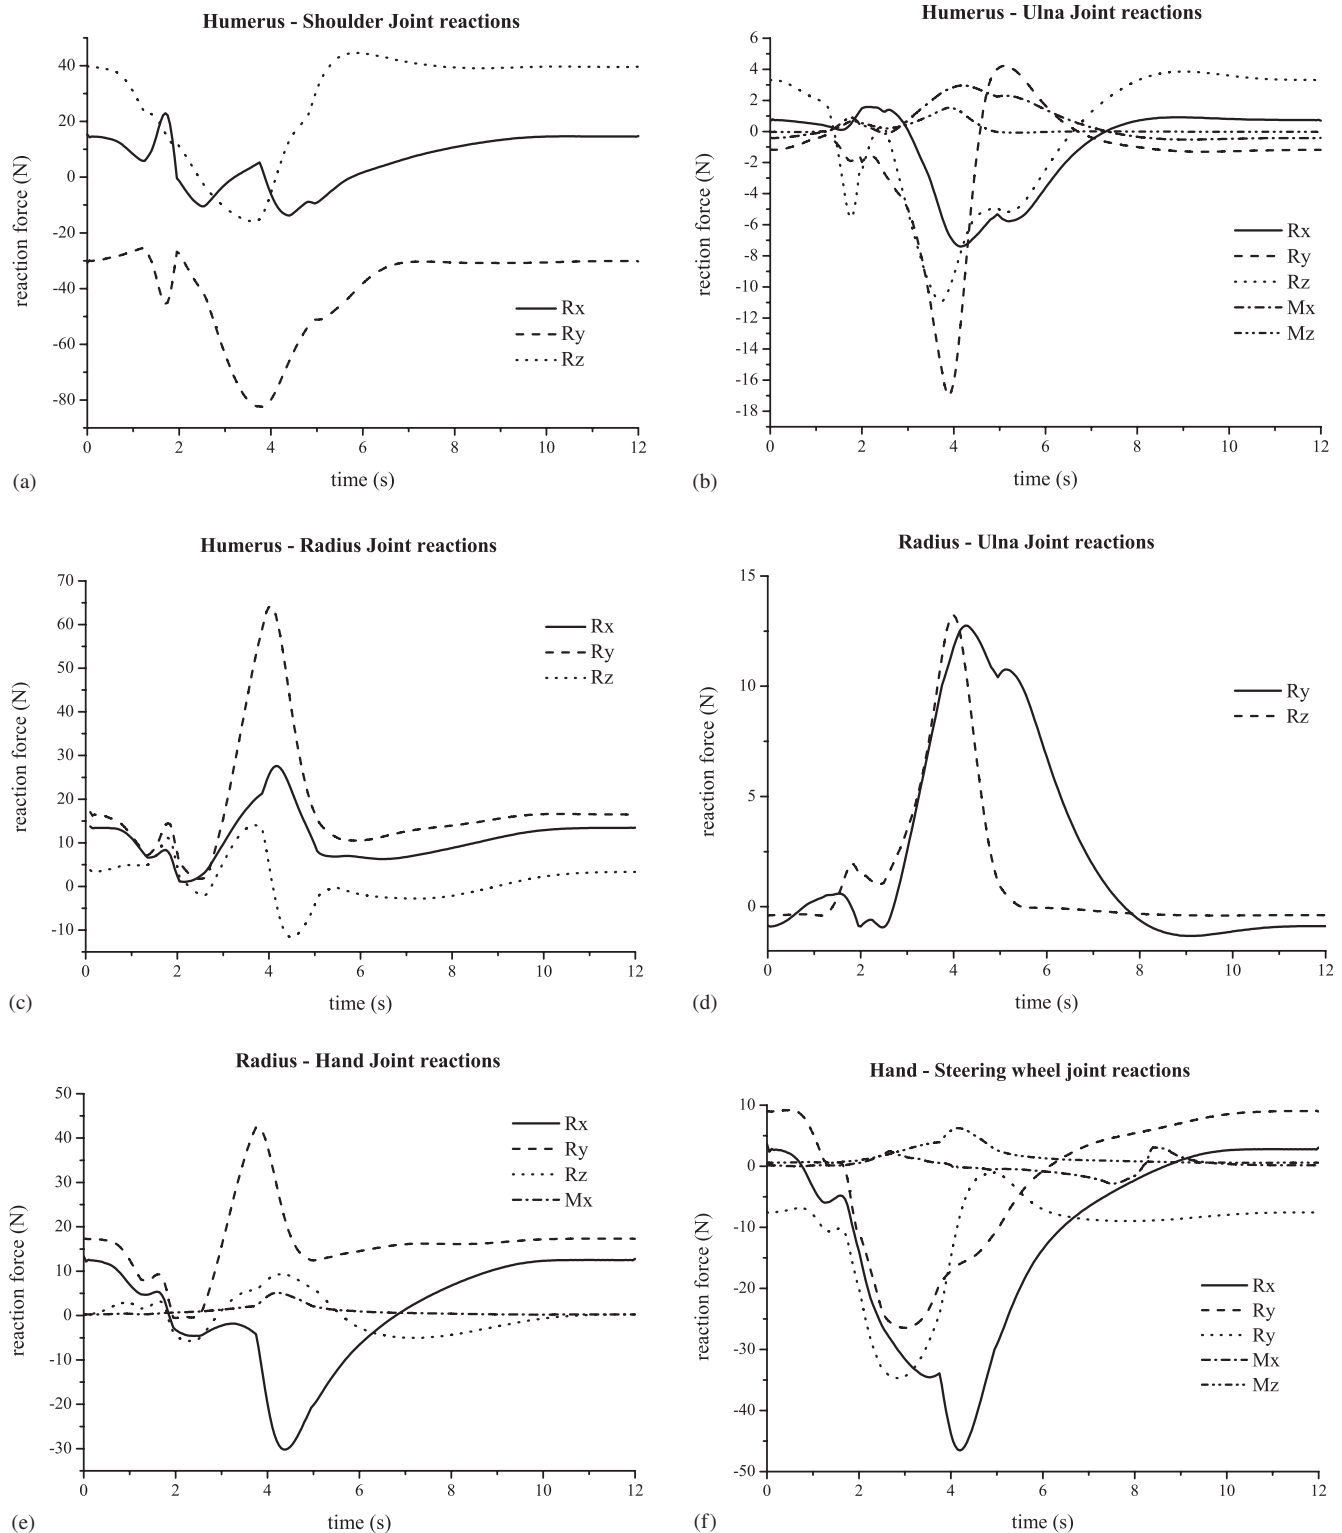 Humerus - Shoulder Joint reactions
40
20
0
-20
-40
-60
-80
reaction force (N)
Rx
Ry
Rz
0 2 4 6 8 10 12
time (s)
(a)
Humerus - Ulna Joint reactions
6
4
2
0
-2
-4
-6
-8
-10
-12
-14
-16
-18
rection force (N)
Rx
Ry
Rz
Mx
Mz
0 2 4 6 8 10 12
time (s)
(b)
Humerus - Radius Joint reactions
70
60
50
40
30
20
10
0
-10
reaction force (N)
Rx
Ry
Rz
0 2 4 6 8 10 12
time (s)
(c)
Radius - Ulna Joint reactions
15
10
5
0
reaction force (N)
Ry
Rz
0 2 4 6 8 10 12
time (s)
(d)
Radius - Hand Joint reactions
50
40
30
20
10
0
-10
-20
-30
reaction force (N)
Rx
Ry
Rz
Mx
0 2 4 6 8 10 12
time (s)
(e)
Hand - Steering wheel joint reactions
10
0
-10
-20
-30
-40
-50
reaction force (N)
Rx
Ry
Ry
Mx
Mz
0 2 4 6 8 10 12
time (s)
(f)